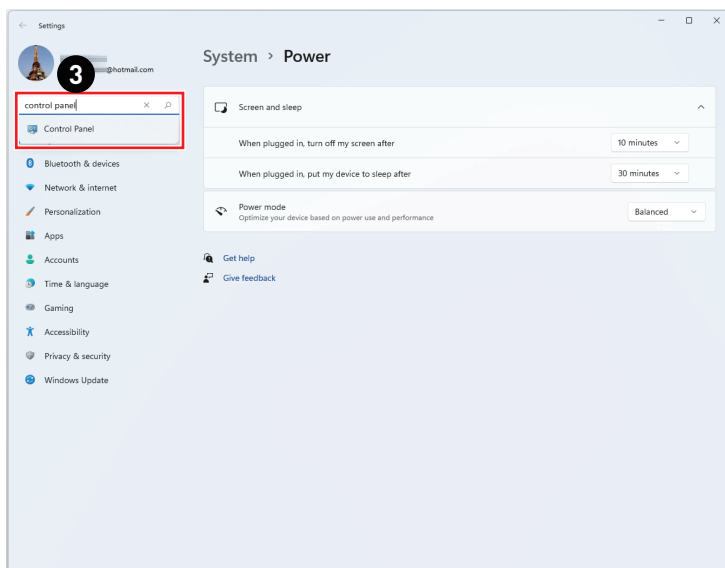 Settings
3
@hotmail.com
control panel
Control Panel
Bluetooth & devices
Network & internet
Personalization
Apps
Accounts
Time & language
Gaming
Accessibility
Privacy & security
Windows Update
System > Power
Screen and sleep
When plugged in, turn off my screen after
10 minutes
When plugged in, put my device to sleep after
30 minutes
Power mode
Optimize your device based on power use and performance
Balanced
Get help
Give feedback